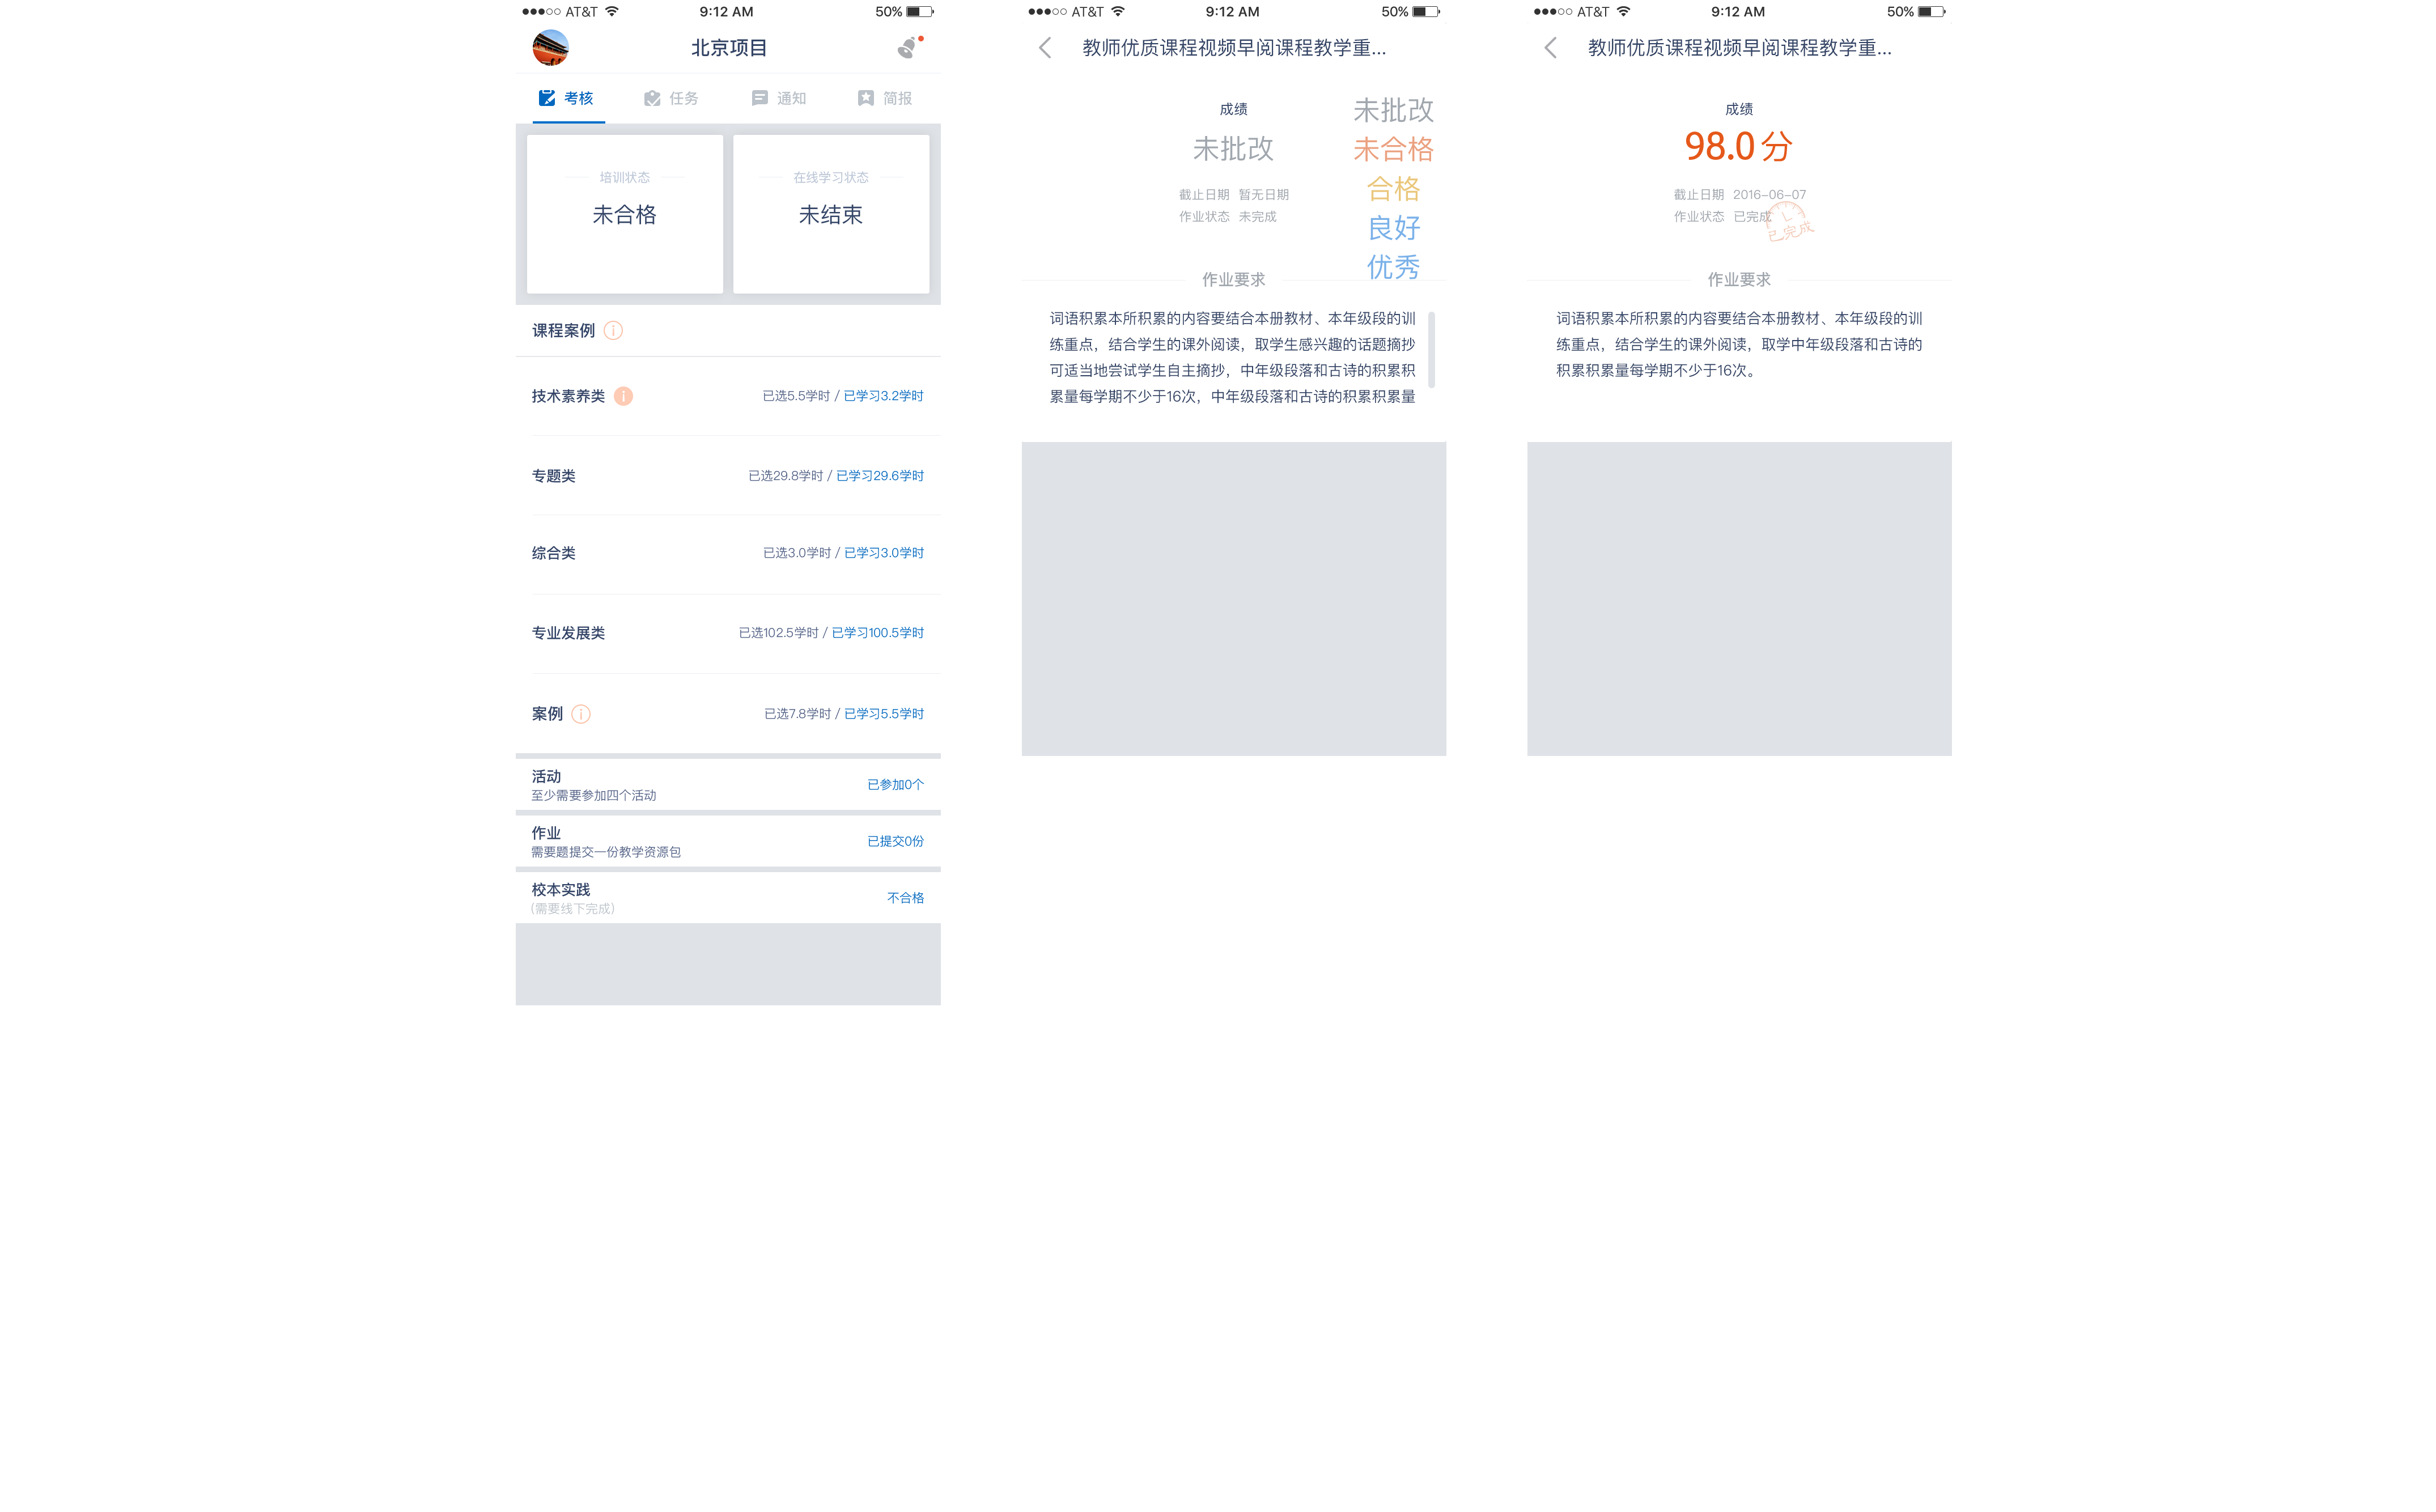 AT&T 9:12 AM 50%
北京项目
考核 任务 通知 简报
培训状态 在线学习状态
未合格 未结束
课程案例
技术素养类 已选5.5学时 / 已学习3.2学时
专题类 已选29.8学时 / 已学习29.6学时
综合类 已选3.0学时 / 已学习3.0学时
专业发展类 已选102.5学时 / 已学习100.5学时
案例 已选7.8学时 / 已学习5.5学时
活动
至少需要参加四个活动
已参加0个
作业
需要题提交一份教学资源包
已提交0份
校本实践
(需要线下完成)
不合格
AT&T 9:12 AM 50%
教师优质课程视频早阅课程教学重...
成绩
未批改
截止日期 暂无日期
作业状态 未完成
未批改
未合格
合格
良好
优秀
作业要求
词语积累本所积累的内容要结合本册教材、本年级段的训
练重点，结合学生的课外阅读，取学生感兴趣的话题摘抄
可适当地尝试学生自主摘抄，中年级段落和古诗的积累积
累量每学期不少于16次，中年级段落和古诗的积累积累量
AT&T 9:12 AM 50%
教师优质课程视频早阅课程教学重...
成绩
98.0分
截止日期 2016-06-07
作业状态 已完成
已完成
作业要求
词语积累本所积累的内容要结合本册教材、本年级段的训
练重点，结合学生的课外阅读，取学中年级段落和古诗的
积累积累量每学期不少于16次。